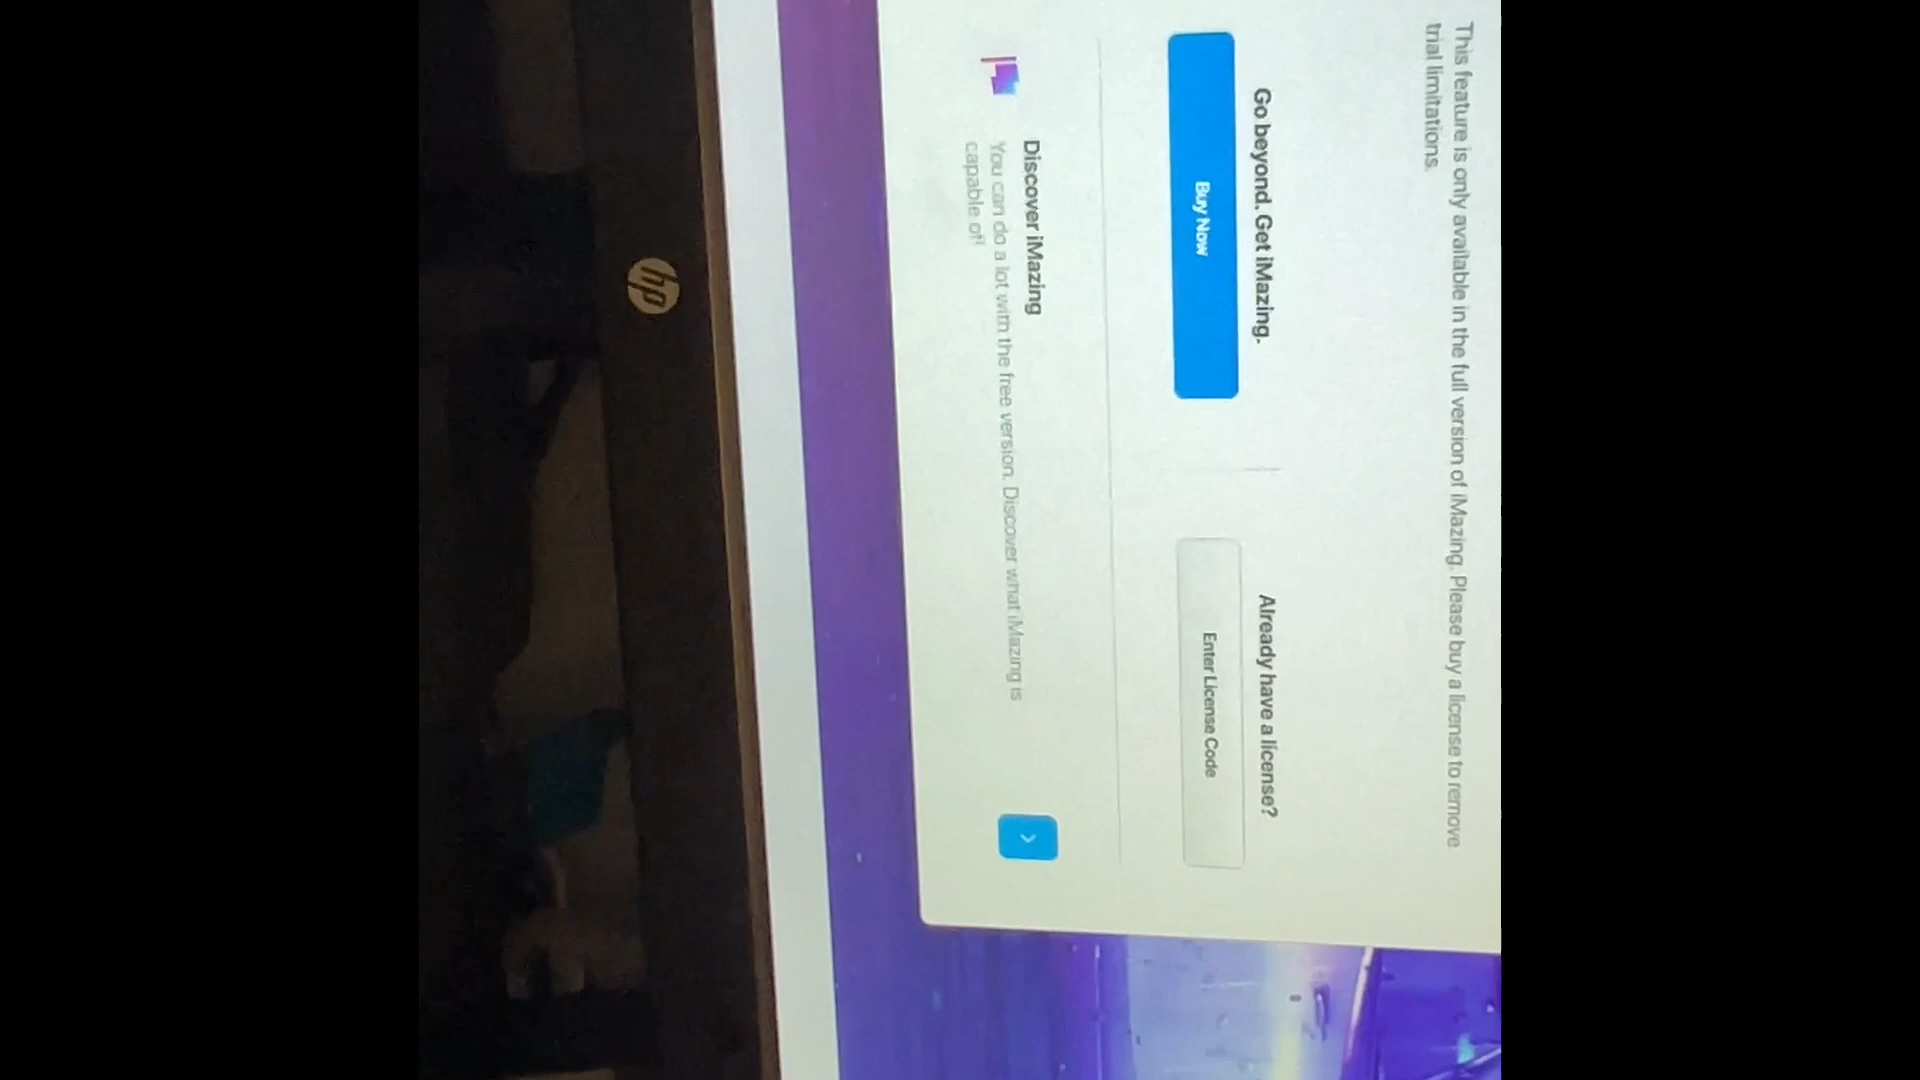 This feature is only available in the full version of iMazing. Please buy a license to remove
trial limitations.
Go beyond. Get iMazing.
Already have a license?
Buy Now
Enter License Code
Discover iMazing
You can do a lot with the free version. Discover what iMazing is
capable of!
hp